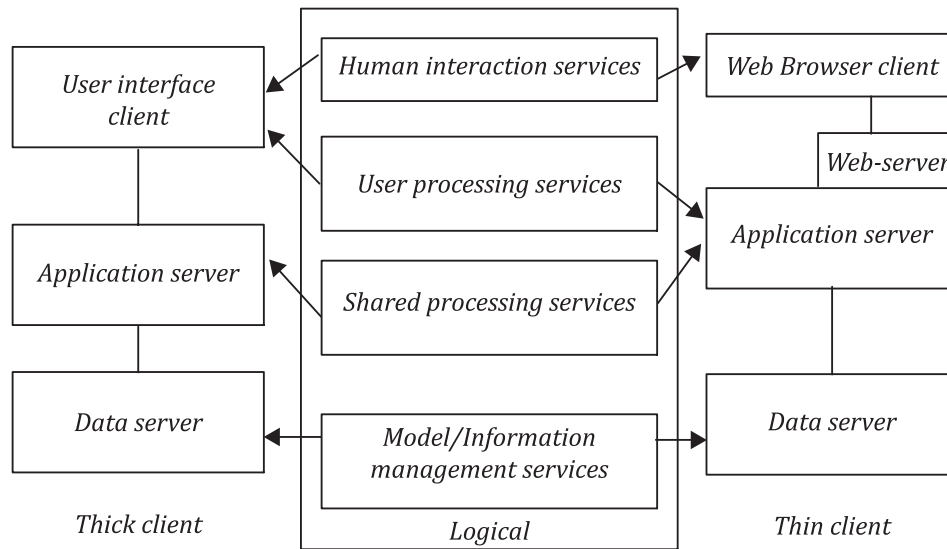 User interface
client
Application server
Data server
Thick client
Human interaction services
User processing services
Shared processing services
Model/Information
management services
Logical
Web Browser client
Web-server
Application server
Data server
Thin client